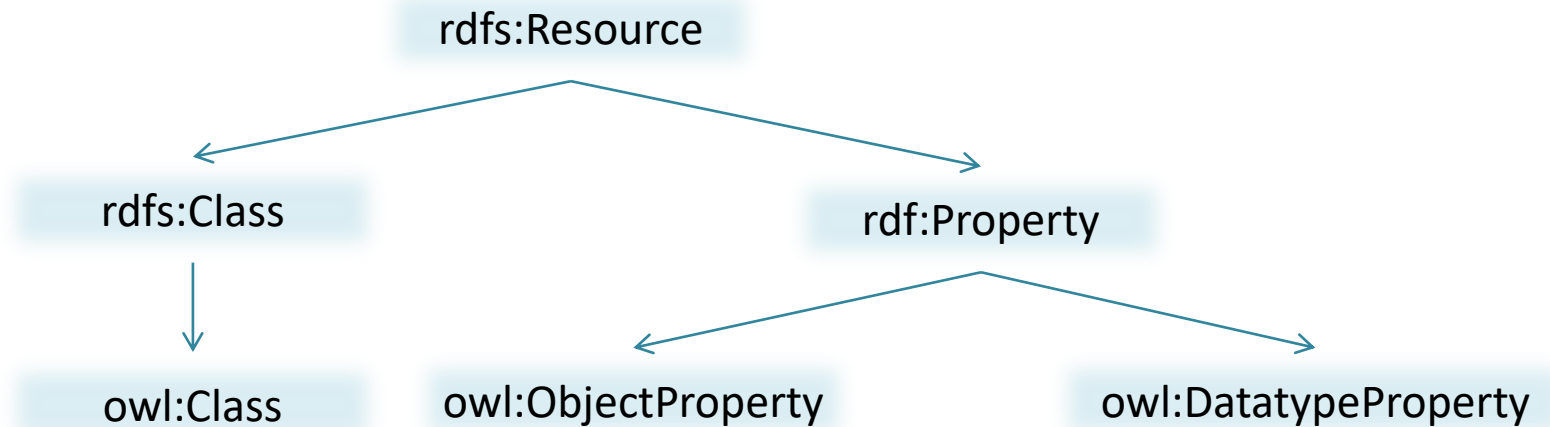 rdfs:Resource
rdfs:Class
rdf:Property
owl:Class
owl:ObjectProperty
owl:DatatypeProperty